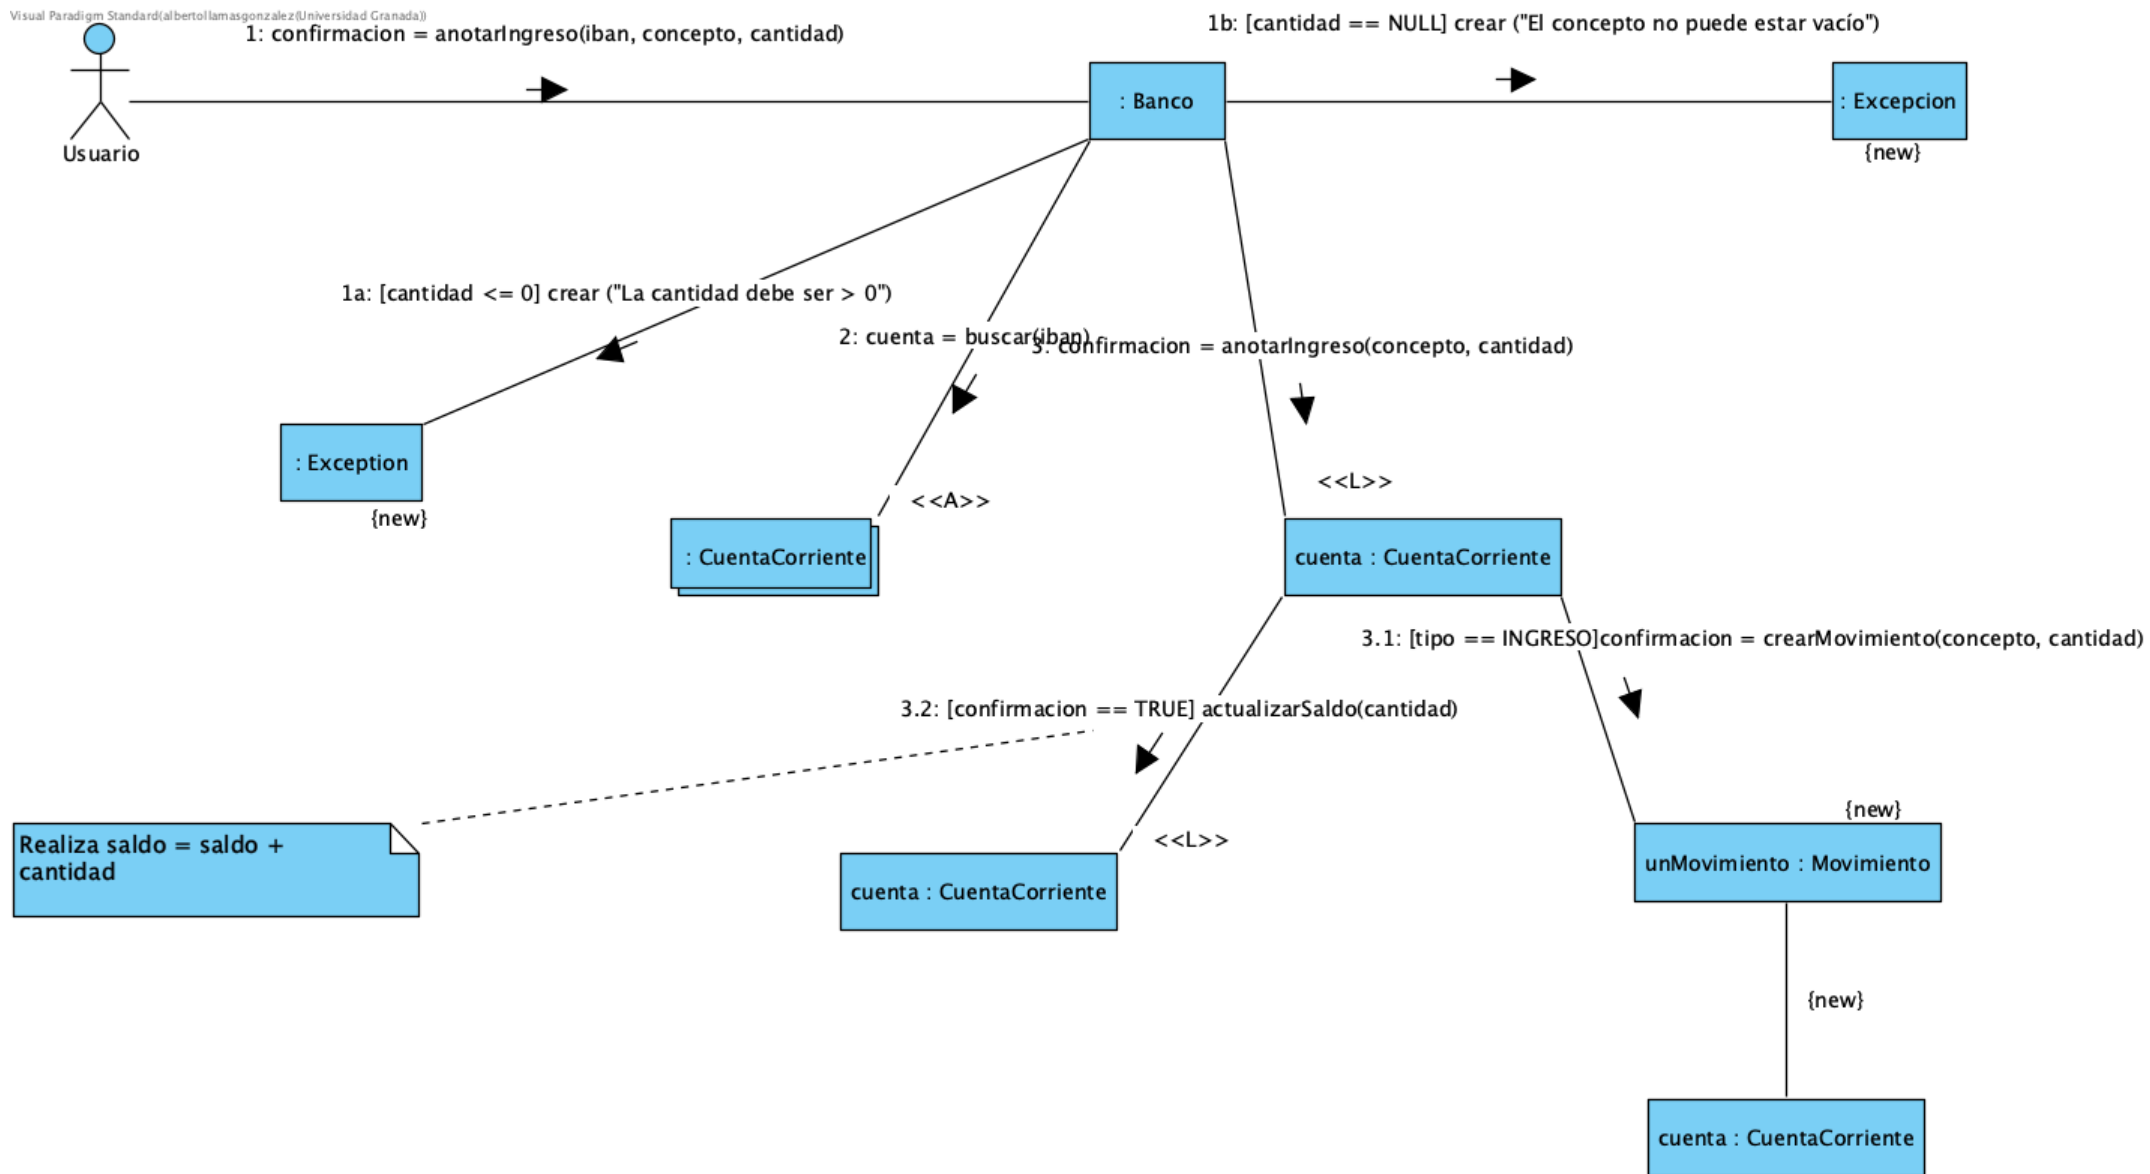 Visual Paradigm Standard(albertollamasgonzalez(Universidad Granada))
1: confirmacion = anotarIngreso(iban, concepto, cantidad)
1b: [cantidad == NULL] crear ("El concepto no puede estar vacío")
: Banco
: Excepcion
{new}
Usuario
1a: [cantidad <= 0] crear ("La cantidad debe ser > 0")
2: cuenta = buscar(iban)
3: confirmacion = anotarIngreso(concepto, cantidad)
: Exception
{new}
<<A>>
<<L>>
: CuentaCorriente
cuenta : CuentaCorriente
3.1: [tipo == INGRESO]confirmacion = crearMovimiento(concepto, cantidad)
3.2: [confirmacion == TRUE] actualizarSaldo(cantidad)
{new}
Realiza saldo = saldo +
cantidad
<<L>>
cuenta : CuentaCorriente
unMovimiento : Movimiento
{new}
cuenta : CuentaCorriente